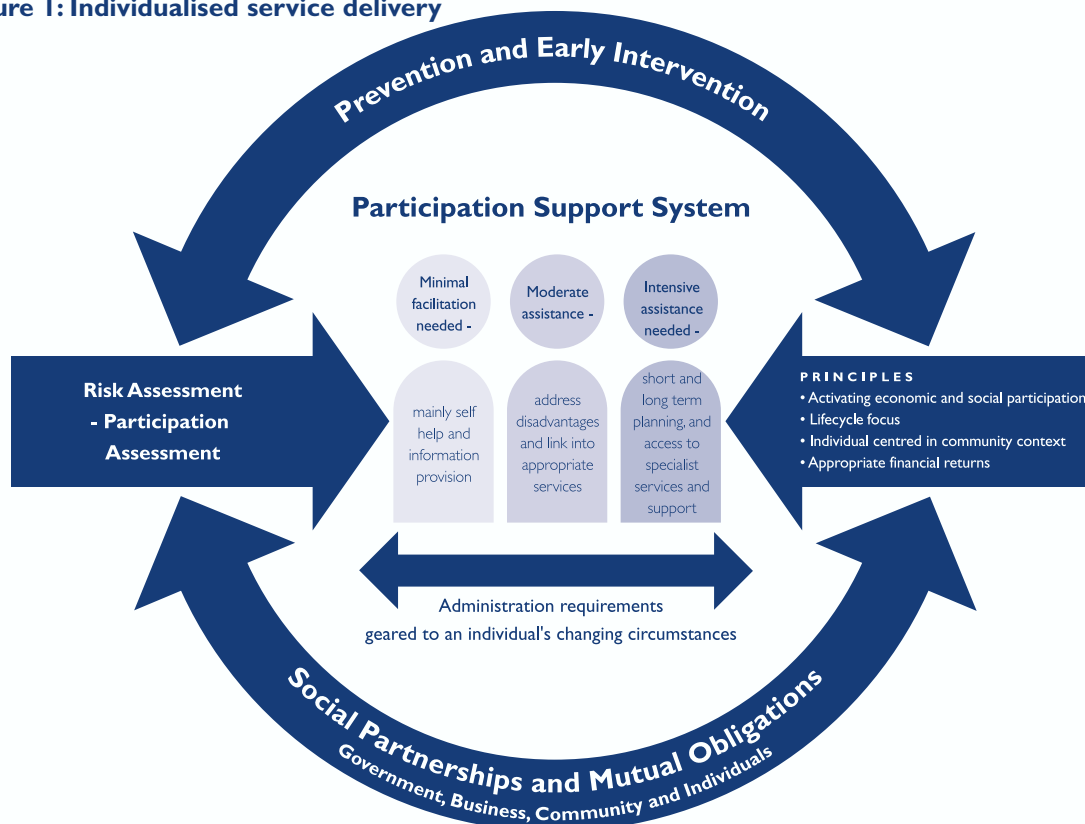 ure 1: Individualised service delivery
Prevention and Early Intervention
Participation Support System
Minimal
facilitation
needed -
Moderate
assistance -
Intensive
assistance
needed -
mainly self
help and
information
provision
address
disadvantages
and link into
appropriate
services
short and
long term
planning, and
access to
specialist
services and
support
Risk Assessment
- Participation
Assessment
PRINCIPLES
• Activating economic and social participation
• Lifecycle focus
• Individual centred in community context
• Appropriate financial returns
Administration requirements
geared to an individual's changing circumstances
Social Partnerships and Mutual Obligations
Government, Business, Community and Individuals